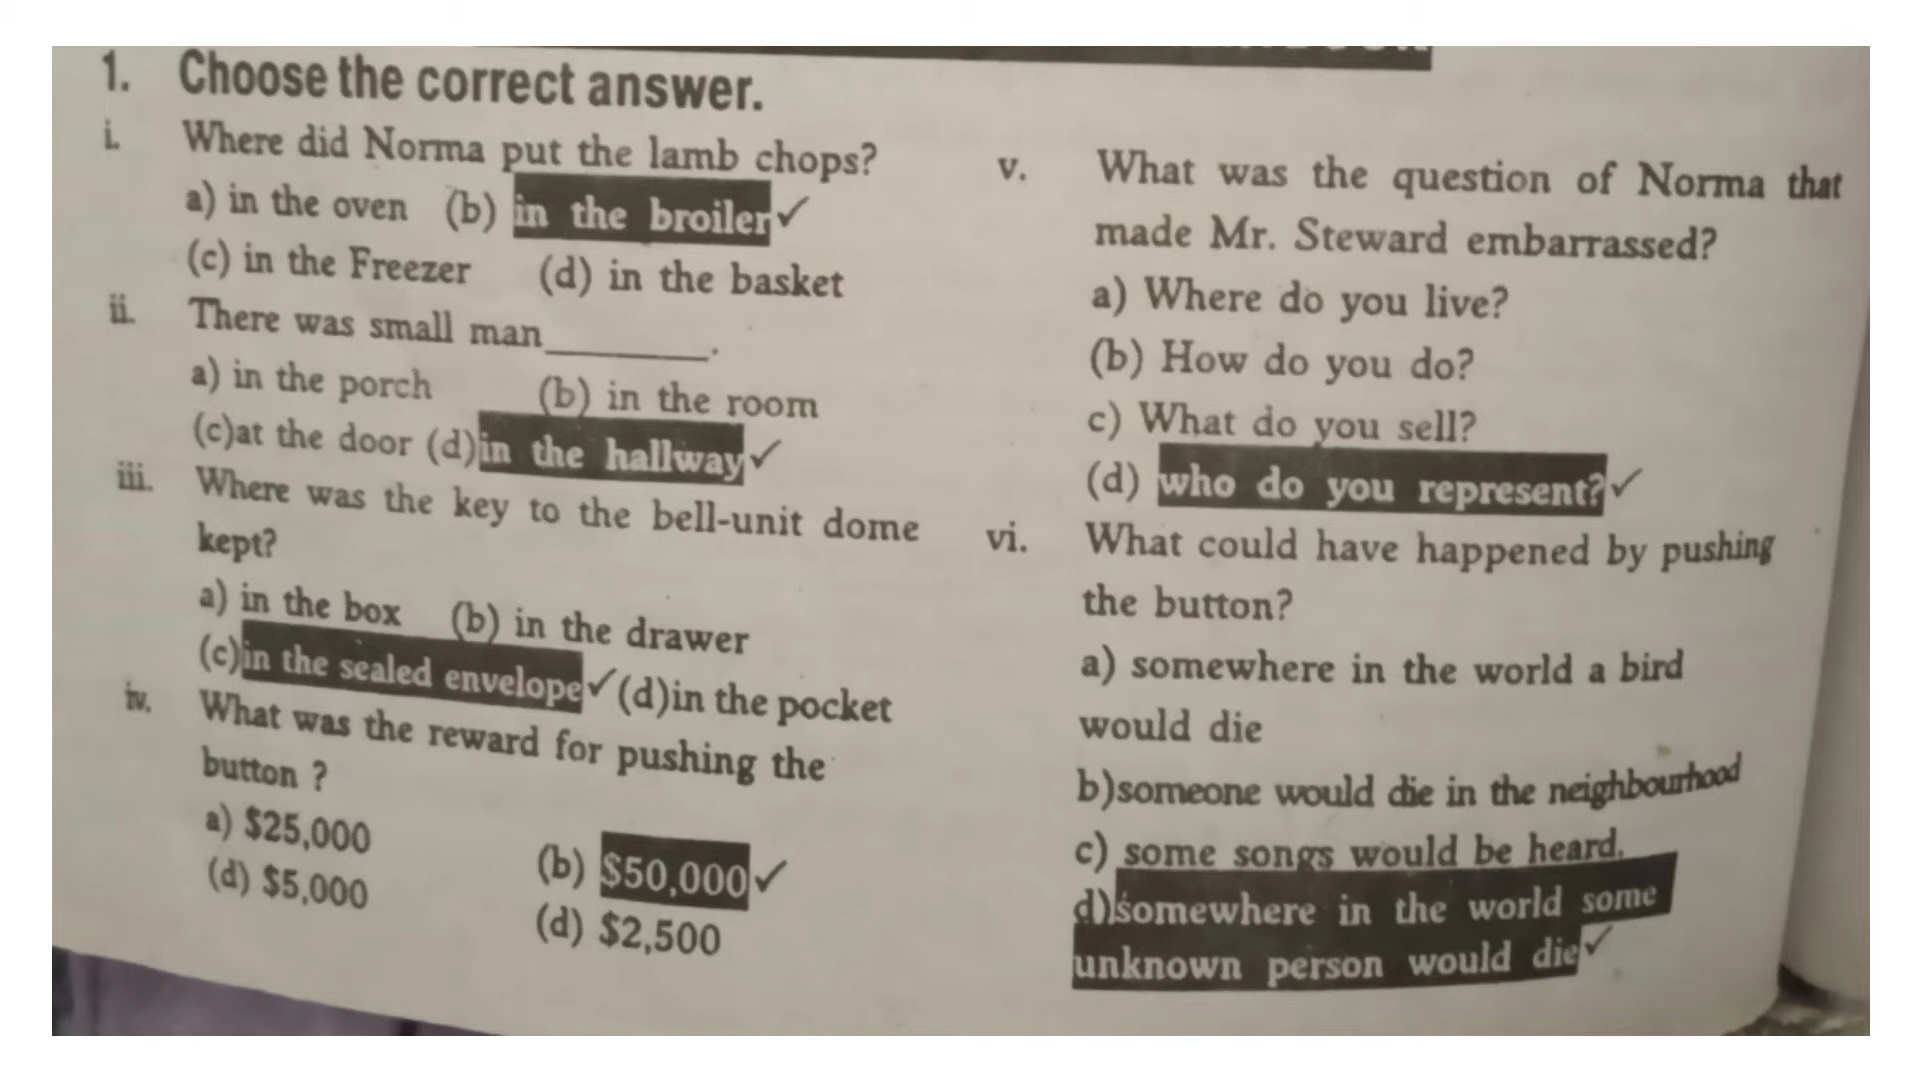 1. Choose the correct answer.
i. Where did Norma put the lamb chops?
a) in the oven (b) in the broiler✓
(c) in the Freezer (d) in the basket
ii. There was small man_______.
a) in the porch (b) in the room
(c)at the door (d)in the hallway✓
iii. Where was the key to the bell-unit dome
kept?
a) in the box (b) in the drawer
(c)in the sealed envelope✓(d)in the pocket
iv. What was the reward for pushing the
button ?
a) $25,000 (b) $50,000✓
(d) $5,000 (d) $2,500
v. What was the question of Norma that
made Mr. Steward embarrassed?
a) Where do you live?
(b) How do you do?
c) What do you sell?
(d) who do you represent?✓
vi. What could have happened by pushing
the button?
a) somewhere in the world a bird
would die
b)someone would die in the neighbourhood
c) some songs would be heard.
d)somewhere in the world some
unknown person would die✓